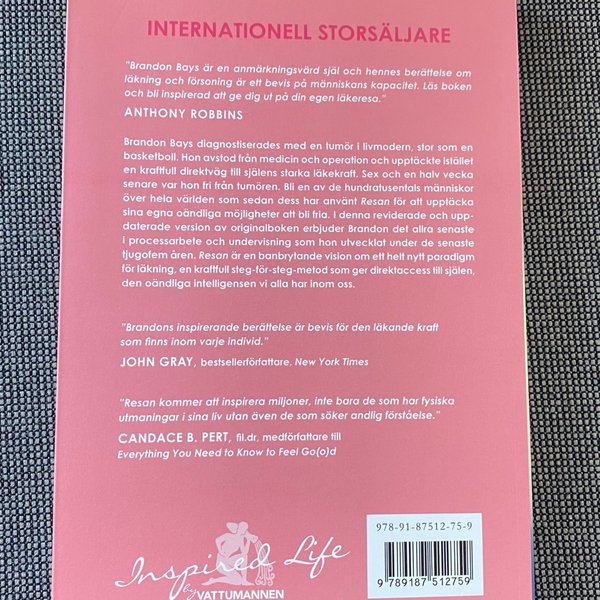 INTERNATIONELL STORSÄLJARE
"Brandon Bays är en anmärkningsvärd själ och hennes berättelse om
läkning och försoning är ett bevis på människans kapacitet. Läs boken
och bli inspirerad att ge dig ut på din egen läkeresa."
ANTHONY ROBBINS
Brandon Bays diagnostiserades med en tumör i livmodern, stor som en
basketboll. Hon avstod från medicin och operation och upptäckte istället
en kraftfull direktväg till själens starka läkekraft. Sex och en halv vecka
senare var hon fri från tumören. Bli en av de hundratusentals människor
över hela världen som sedan dess har använt Resan för att upptäcka
sina egna oändliga möjligheter att bli fria. I denna reviderade och upp-
daterade version av originalboken erbjuder Brandon det allra senaste
i processarbete och undervisning som hon utvecklat under de senaste
tjugofem åren. Resan är en banbrytande vision om ett helt nytt paradigm
för läkning, en kraftfull steg-för-steg-metod som ger direktaccess till själen,
den oändliga intelligensen vi alla har inom oss.
"Brandons inspirerande berättelse är bevis för den läkande kraft
som finns inom varje individ."
JOHN GRAY, bestsellerförfattare, New York Times
"Resan kommer att inspirera miljoner, inte bara de som har fysiska
utmaningar i sina liv utan även de som söker andlig förståelse."
CANDACE B. PERT, fil.dr, medförfattare till
Everything You Need to Know to Feel Go(o)d
978-91-87512-75-9
Inspired Life
by VATTUMANNEN
9 789187 512759